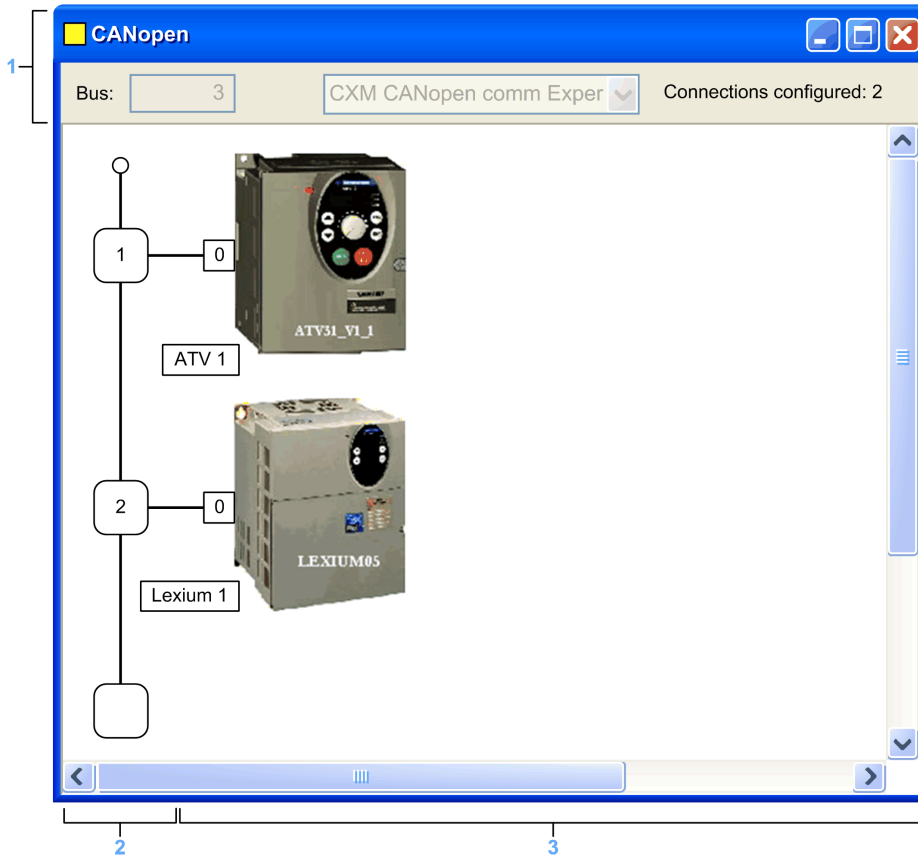 CANopen
1
Bus: 3 CXM CANopen comm Exper Connections configured: 2
1 0
ATV31_V1_1
ATV 1
2 0
LEXIUM05
Lexium 1
2 3